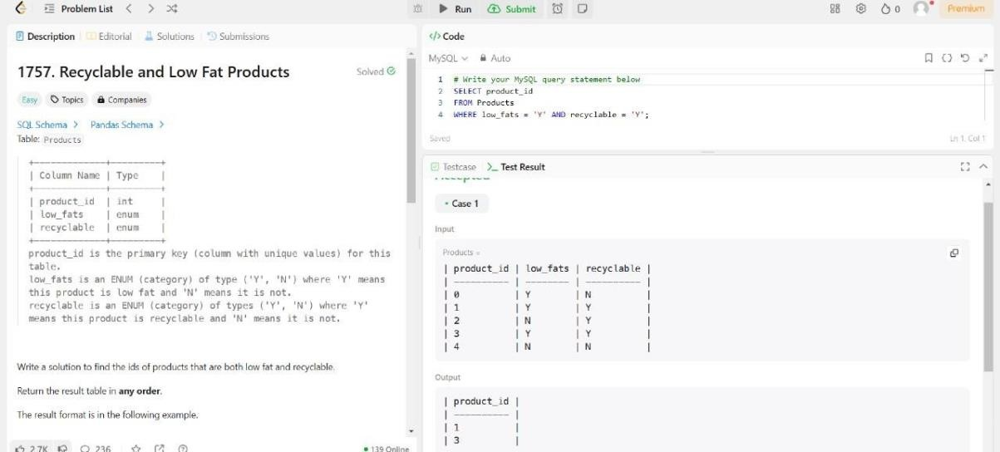 Problem List
Run
Submit
0
Premium
Description
Editorial
Solutions
Submissions
1757. Recyclable and Low Fat Products
Solved
Easy
Topics
Companies
SQL Schema >
Pandas Schema >
Table: Products
| Column Name | Type |
| product_id | int |
| low_fats | enum |
| recyclable | enum |
product_id is the primary key (column with unique values) for this
table.
low_fats is an ENUM (category) of type ('Y', 'N') where 'Y' means
this product is low fat and 'N' means it is not.
recyclable is an ENUM (category) of types ('Y', 'N') where 'Y'
means this product is recyclable and 'N' means it is not.
Write a solution to find the ids of products that are both low fat and recyclable.
Return the result table in any order.
The result format is in the following example.
2.7K
236
139 Online
</> Code
MySQL
Auto
1 # Write your MySQL query statement below
2 SELECT product_id
3 FROM Products
4 WHERE low_fats = 'Y' AND recyclable = 'Y';
Saved
Ln 1, Col 1
Testcase
>_ Test Result
Accepted
• Case 1
Input
Products =
| product_id | low_fats | recyclable |
| ---------- | -------- | ---------- |
| 0 | Y | N |
| 1 | Y | Y |
| 2 | N | Y |
| 3 | Y | Y |
| 4 | N | N |
Output
| product_id |
| ---------- |
| 1 |
| 3 |